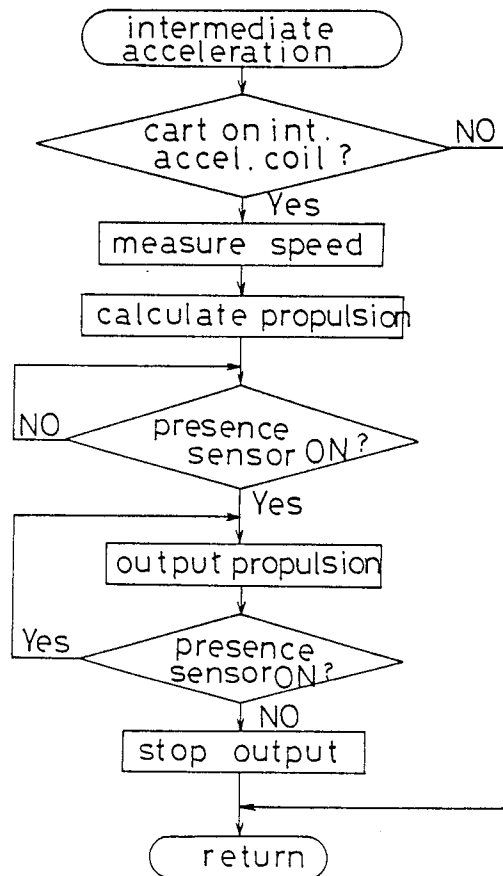 intermediate
acceleration
cart on int.
accel. coil?
NO
Yes
measure speed
calculate propulsion
NO
presence
sensor ON?
Yes
output propulsion
Yes
presence
sensor ON?
NO
stop output
return